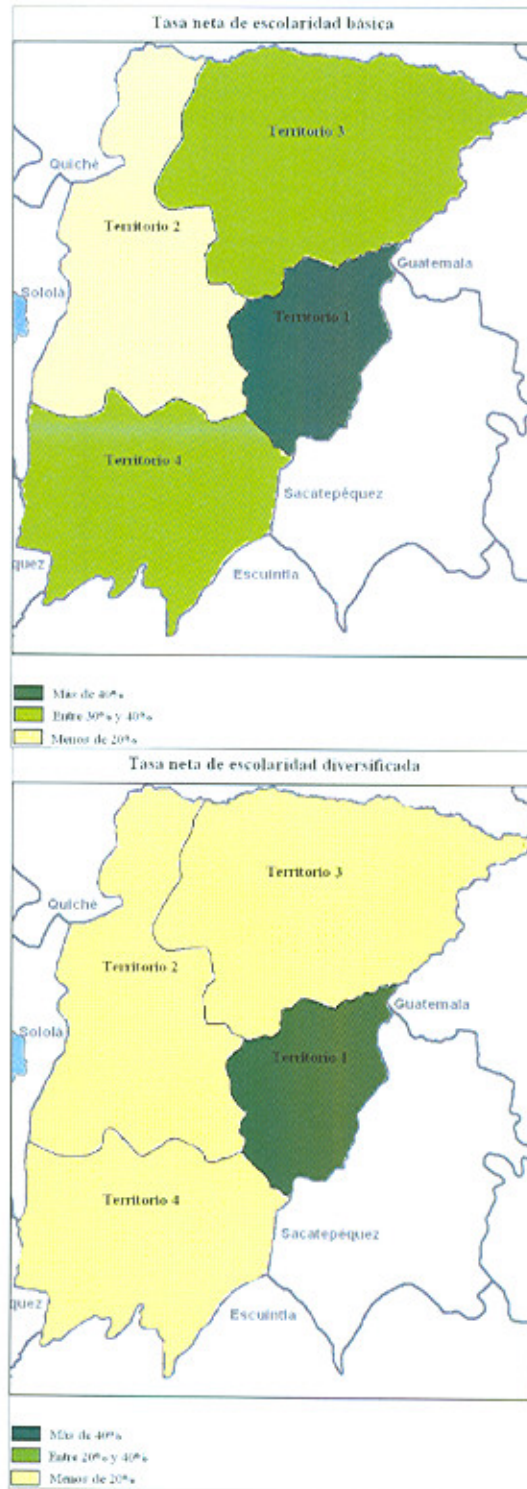 Tasa neta de escolaridad básica
Territorio 3
Quiché
Territorio 2
Guatemala
Sololá
Territorio 1
Territorio 4
Sacatepéquez
quez
Escuintla
Más de 40%
Entre 30% y 40%
Menos de 20%
Tasa neta de escolaridad diversificada
Territorio 3
Quiché
Territorio 2
Guatemala
Sololá
Territorio 1
Territorio 4
Sacatepéquez
quez
Escuintla
Más de 40%
Entre 20% y 40%
Menos de 20%